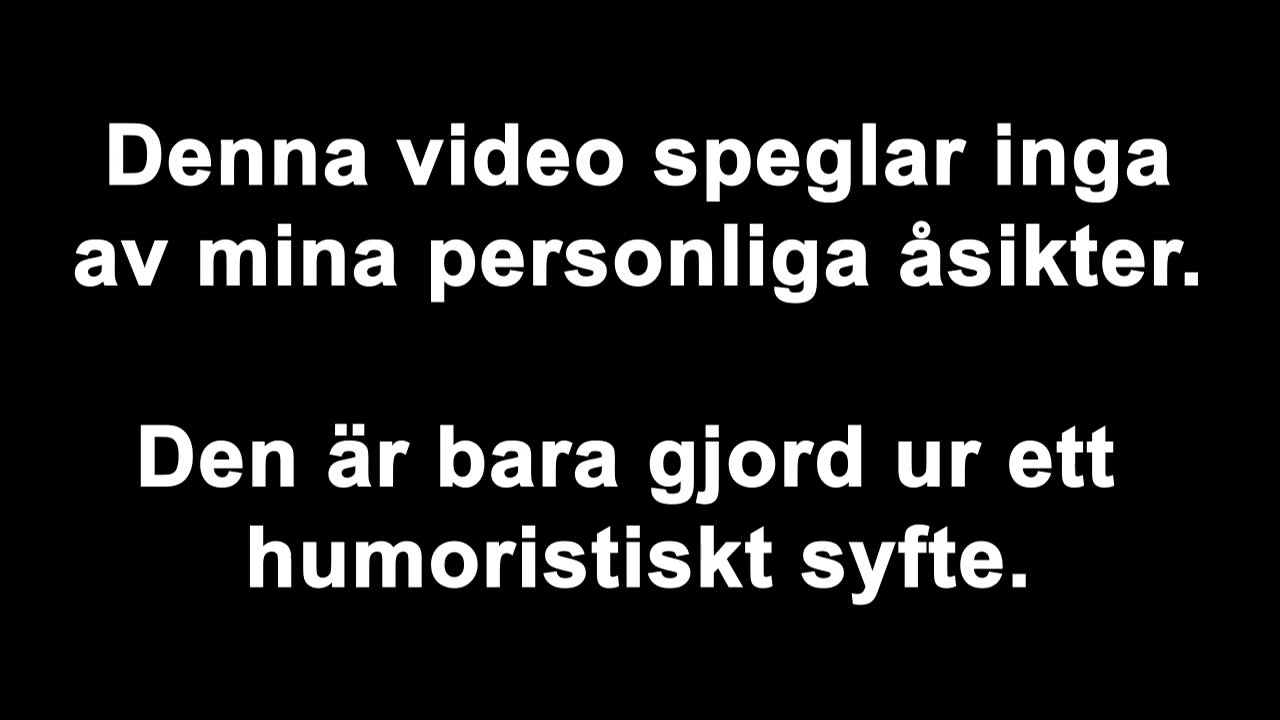 Denna video speglar inga
av mina personliga åsikter.
Den är bara gjord ur ett
humoristiskt syfte.